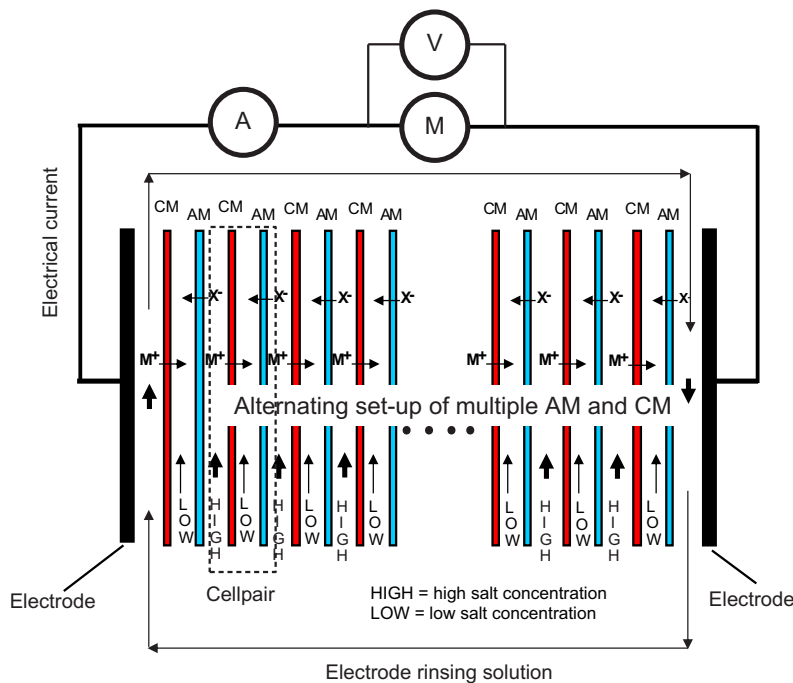 V
A
M
Electrical current
CM AM CM AM CM AM CM AM CM AM CM AM CM AM
X- X- X- X- X- X- X
M+ M+ M+ M+ M+ M+ M+
Alternating set-up of multiple AM and CM
LOW HIGH LOW HIGH LOW HIGH LOW LOW HIGH LOW HIGH LOW
Electrode
Cellpair
HIGH = high salt concentration
LOW = low salt concentration
Electrode
Electrode rinsing solution